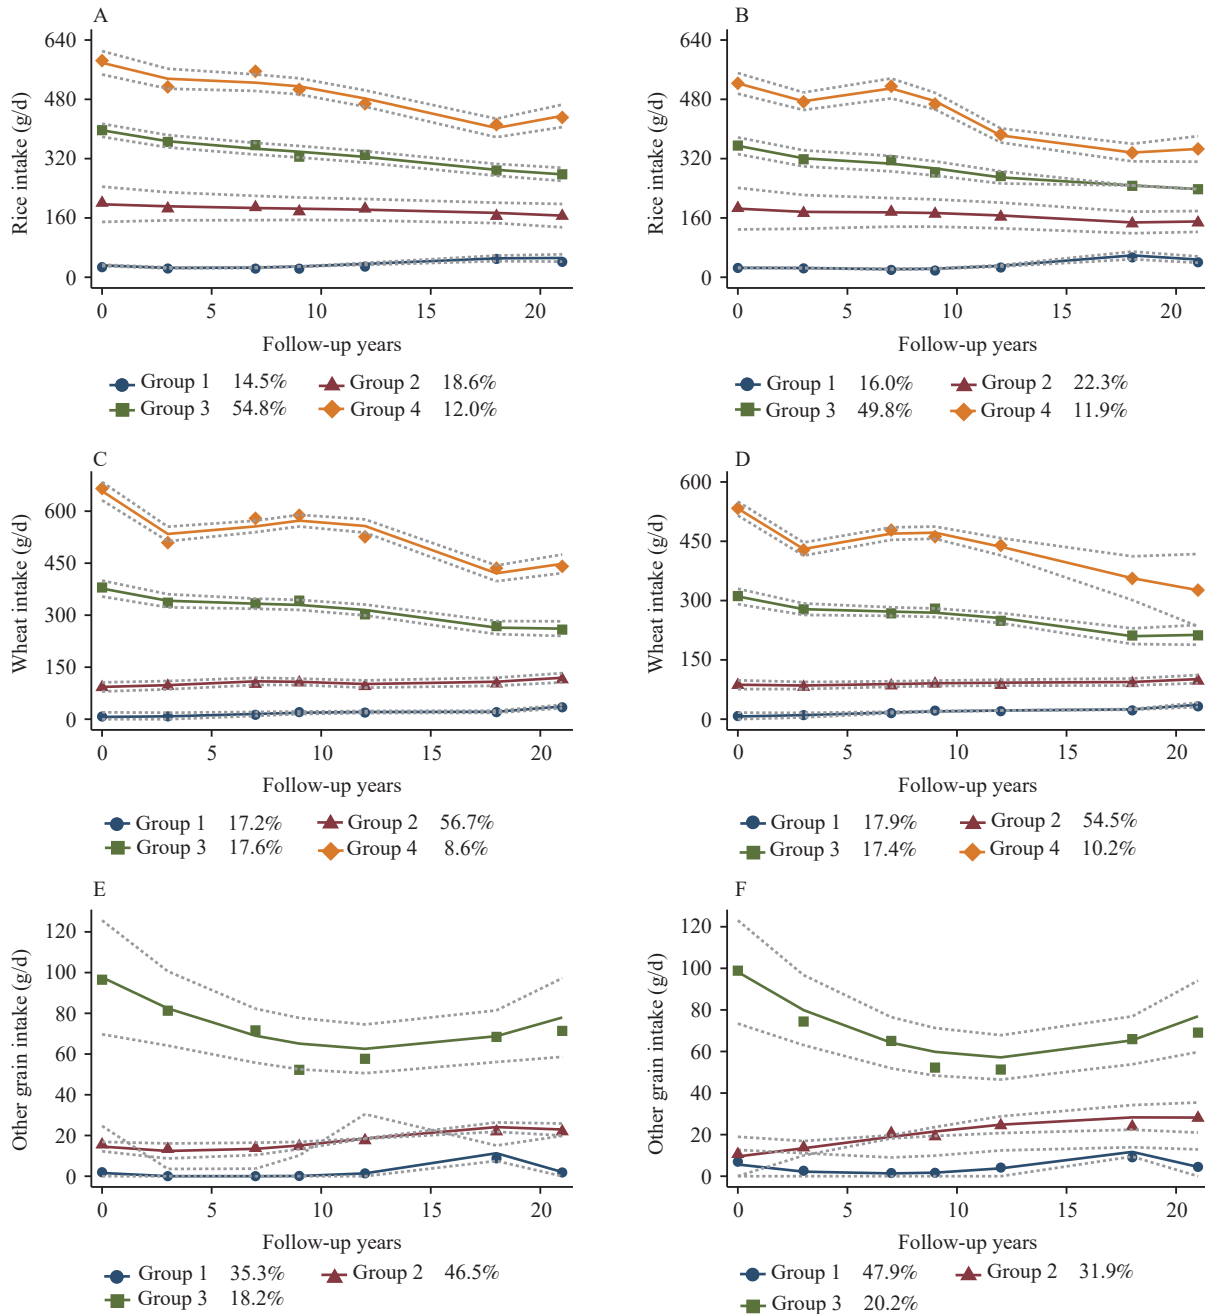 A
Rice intake (g/d)
640
480
320
160
0
0 5 10 15 20
Follow-up years
Group 1 14.5% Group 2 18.6%
Group 3 54.8% Group 4 12.0%
B
Rice intake (g/d)
640
480
320
160
0
0 5 10 15 20
Follow-up years
Group 1 16.0% Group 2 22.3%
Group 3 49.8% Group 4 11.9%
C
Wheat intake (g/d)
600
450
300
150
0
0 5 10 15 20
Follow-up years
Group 1 17.2% Group 2 56.7%
Group 3 17.6% Group 4 8.6%
D
Wheat intake (g/d)
600
450
300
150
0
0 5 10 15 20
Follow-up years
Group 1 17.9% Group 2 54.5%
Group 3 17.4% Group 4 10.2%
E
Other grain intake (g/d)
120
100
80
60
40
20
0
0 5 10 15 20
Follow-up years
Group 1 35.3% Group 2 46.5%
Group 3 18.2%
F
Other grain intake (g/d)
120
100
80
60
40
20
0
0 5 10 15 20
Follow-up years
Group 1 47.9% Group 2 31.9%
Group 3 20.2%